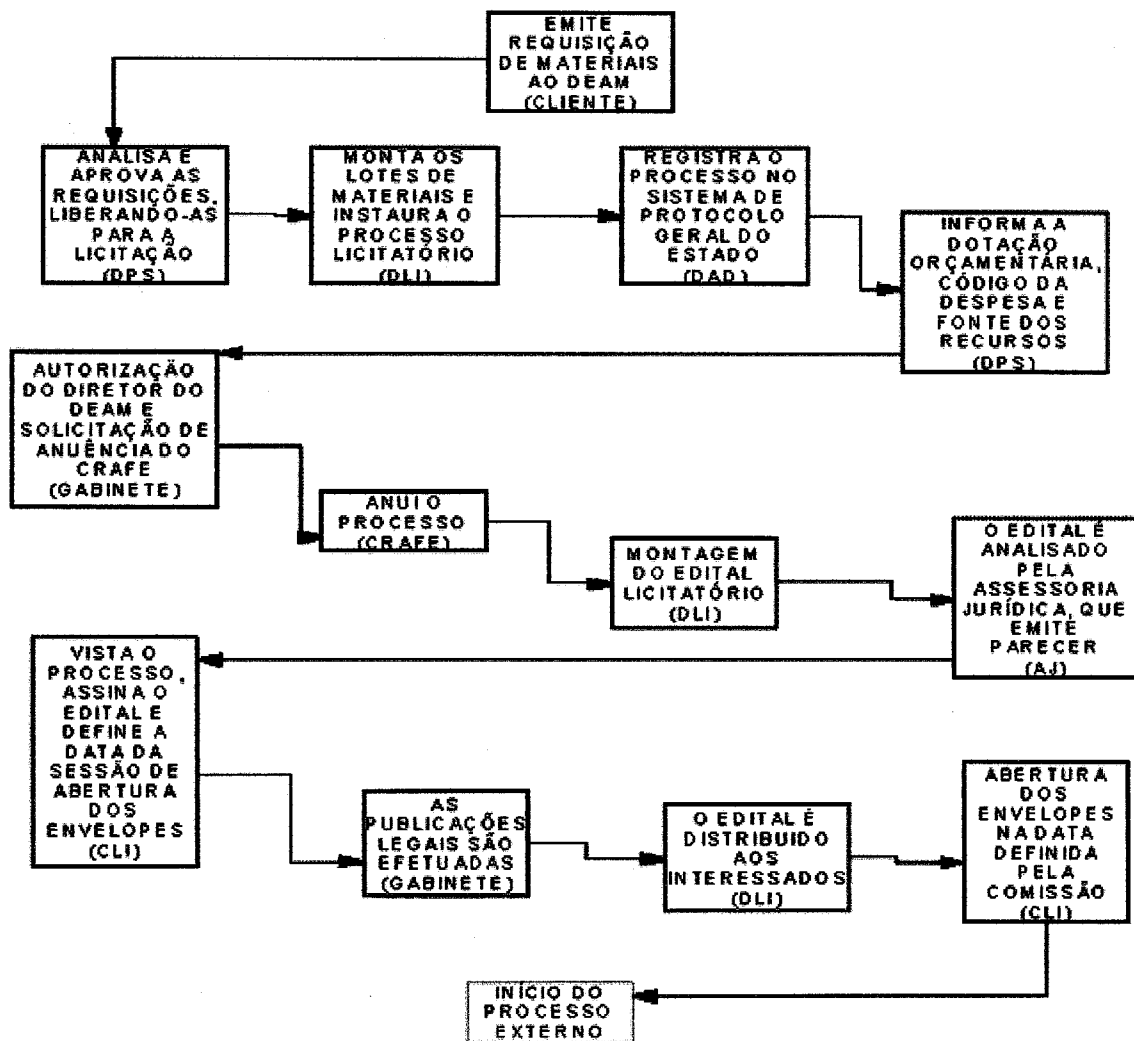 EMITE
REQUISIÇÃO
DE MATERIAIS
AO DEAM
(CLIENTE)
ANALISA E
APROVA AS
REQUISIÇÕES,
LIBERANDO-AS
PARA A
LICITAÇÃO
(DPS)
MONTA OS
LOTES DE
MATERIAIS E
INSTAURA O
PROCESSO
LICITATÓRIO
(DLI)
REGISTRA O
PROCESSO NO
SISTEMA DE
PROTOCOLO
GERAL DO
ESTADO
(DAD)
INFORMA A
DOTAÇÃO
ORÇAMENTÁRIA,
CÓDIGO DA
DESPESA E
FONTE DOS
RECURSOS
(DPS)
AUTORIZAÇÃO
DO DIRETOR DO
DEAM E
SOLICITAÇÃO DE
ANUÊNCIA DO
CRAFE
(GABINETE)
ANUI O
PROCESSO
(CRAFE)
MONTAGEM
DO EDITAL
LICITATÓRIO
(DLI)
O EDITAL É
ANALISADO
PELA
ASSESSORIA
JURÍDICA, QUE
EMITE
PARECER
(AJ)
VISTA O
PROCESSO,
ASSINA O
EDITAL E
DEFINE A
DATA DA
SESSÃO DE
ABERTURA
DOS
ENVELOPES
(CLI)
AS
PUBLICAÇÕES
LEGAIS SÃO
EFETUADAS
(GABINETE)
O EDITAL É
DISTRIBUIDO
AOS
INTERESSADOS
(DLI)
ABERTURA
DOS
ENVELOPES
NA DATA
DEFINIDA
PELA
COMISSÃO
(CLI)
INÍCIO DO
PROCESSO
EXTERNO